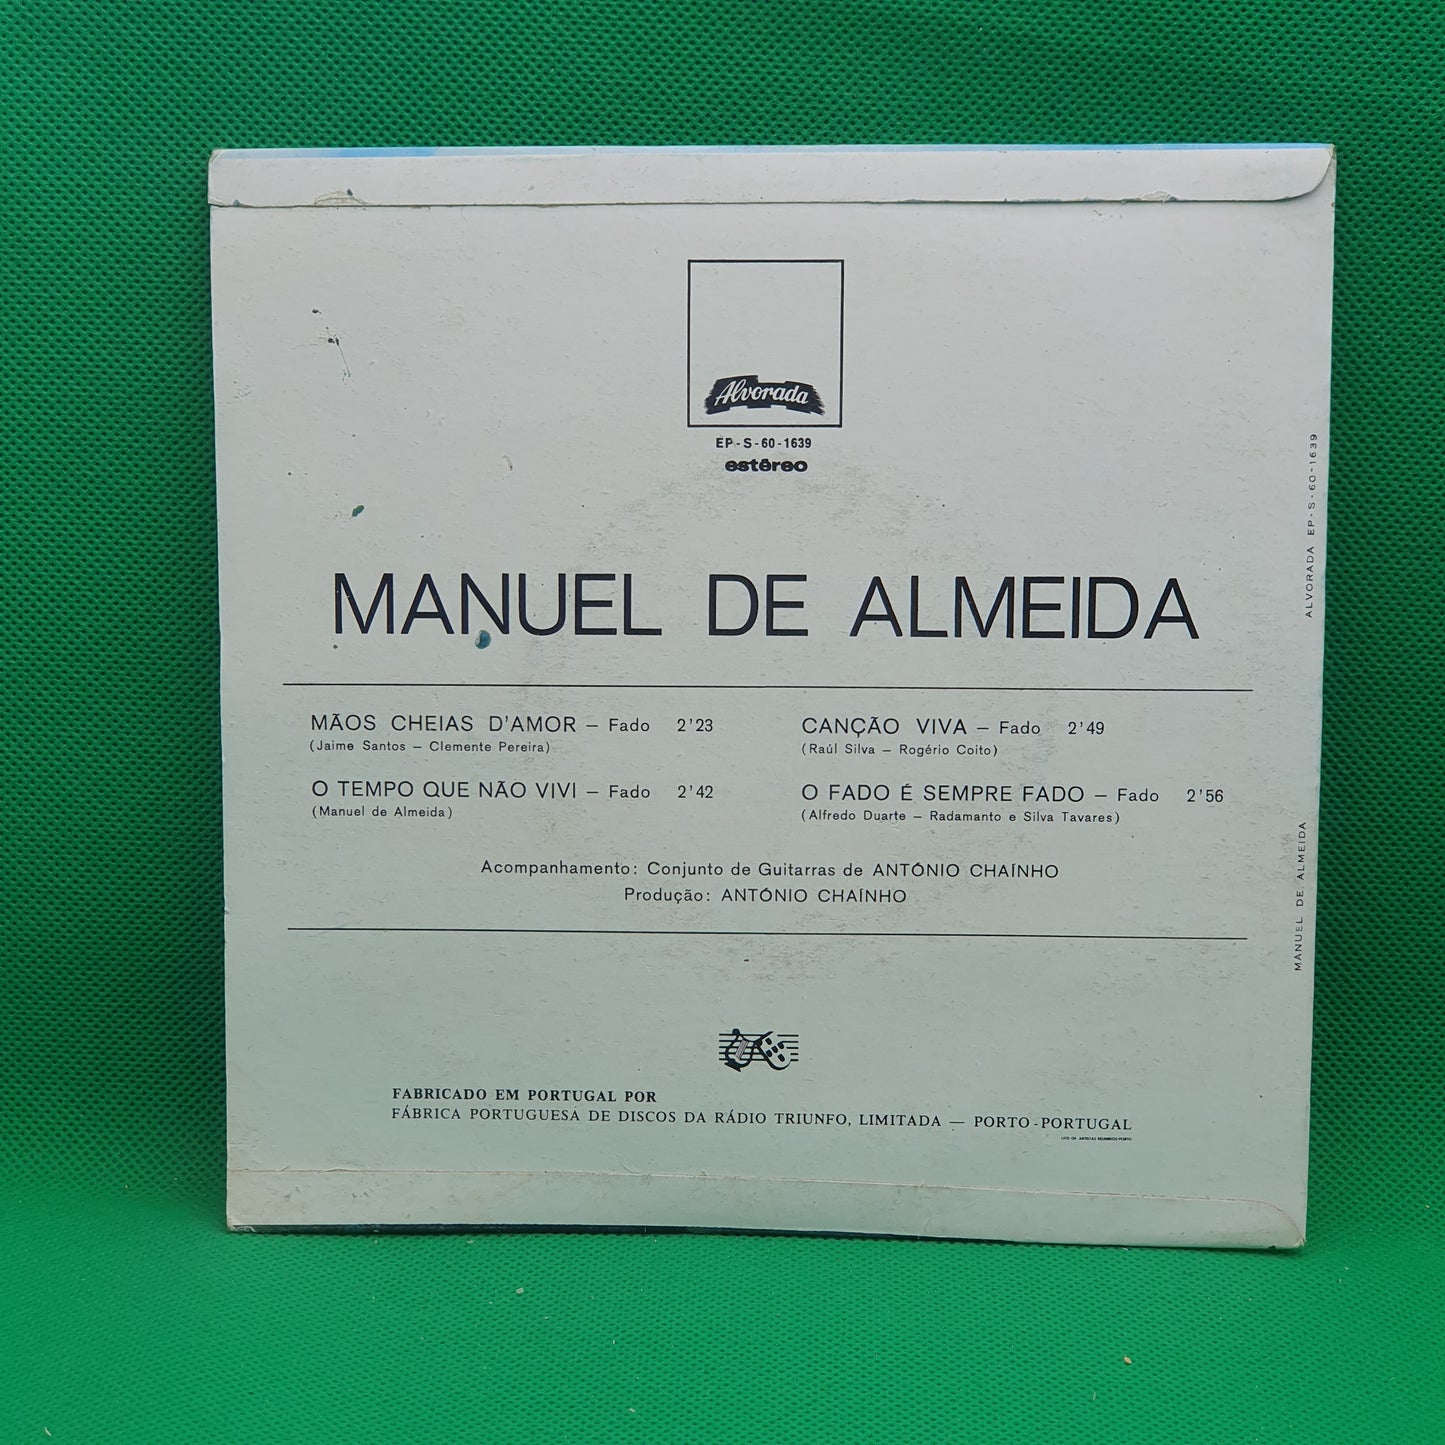 Alvorada
EP-S-60-1639
estéreo
MANUEL DE ALMEIDA
MÃOS CHEIAS D'AMOR – Fado 2'23
(Jaime Santos – Clemente Pereira)
O TEMPO QUE NÃO VIVI – Fado 2'42
(Manuel de Almeida)
CANÇÃO VIVA – Fado 2'49
(Raúl Silva – Rogério Coito)
O FADO É SEMPRE FADO – Fado 2'56
(Alfredo Duarte – Radamanto e Silva Tavares)
Acompanhamento: Conjunto de Guitarras de ANTÓNIO CHAÍNHO
Produção: ANTÓNIO CHAÍNHO
FABRICADO EM PORTUGAL POR
FÁBRICA PORTUGUESA DE DISCOS DA RÁDIO TRIUNFO, LIMITADA — PORTO-PORTUGAL
ALVORADA EP-S-60-1639
MANUEL DE ALMEIDA